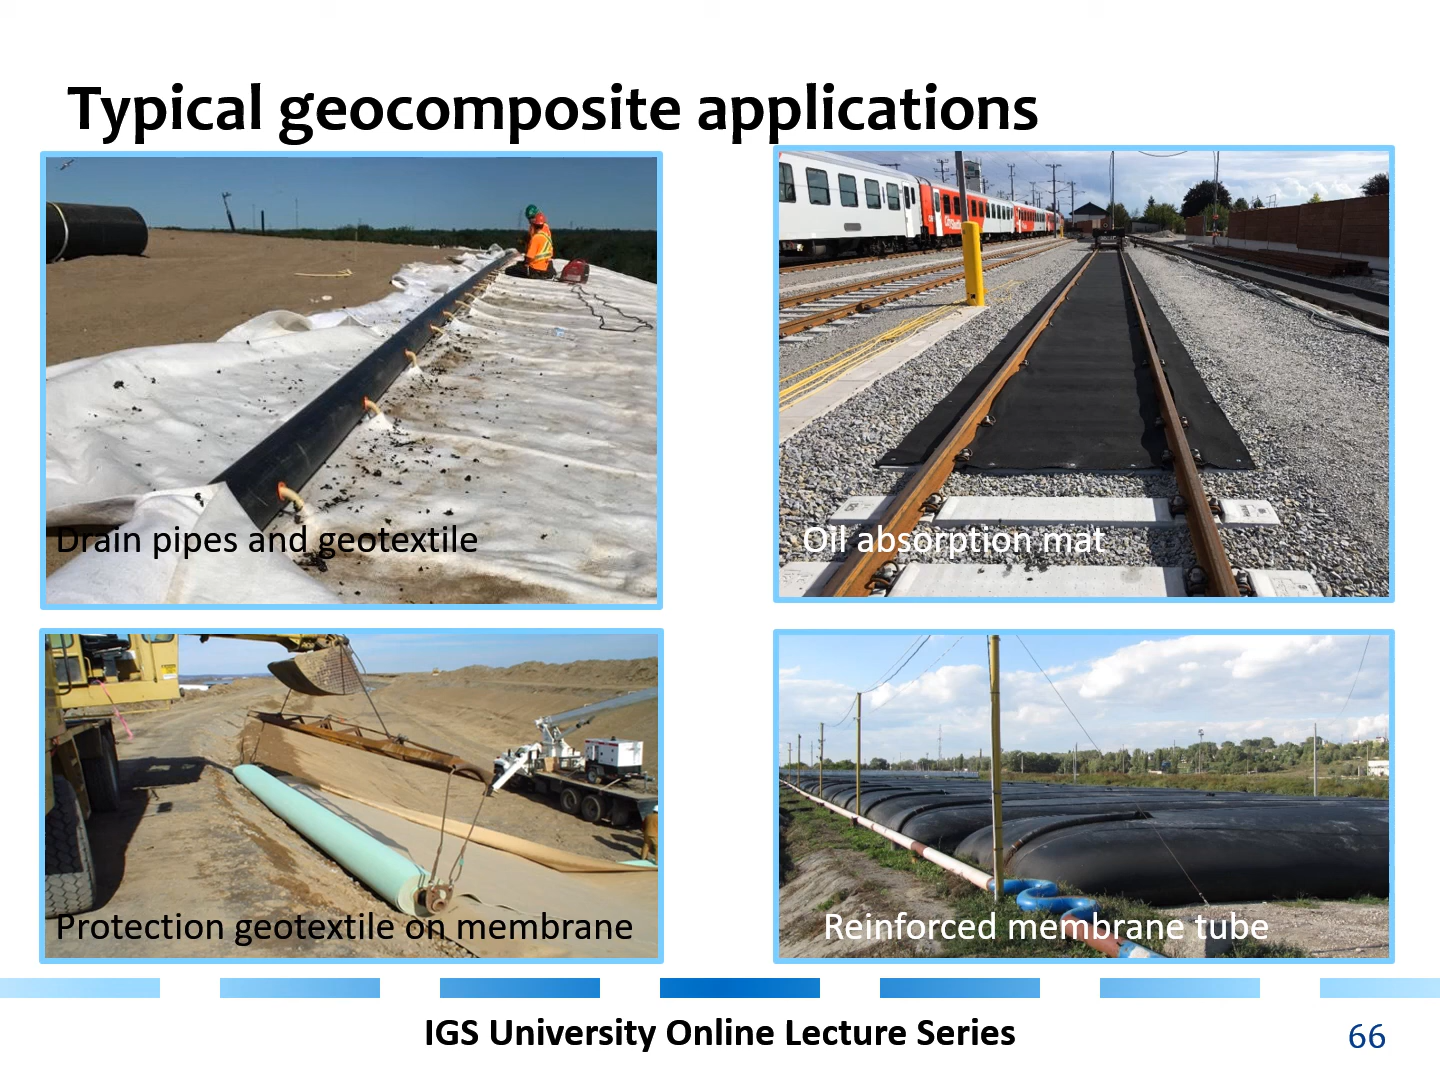 Typical geocomposite applications
Drain pipes and geotextile
Oil absorption mat
Protection geotextile on membrane
Reinforced membrane tube
IGS University Online Lecture Series
66